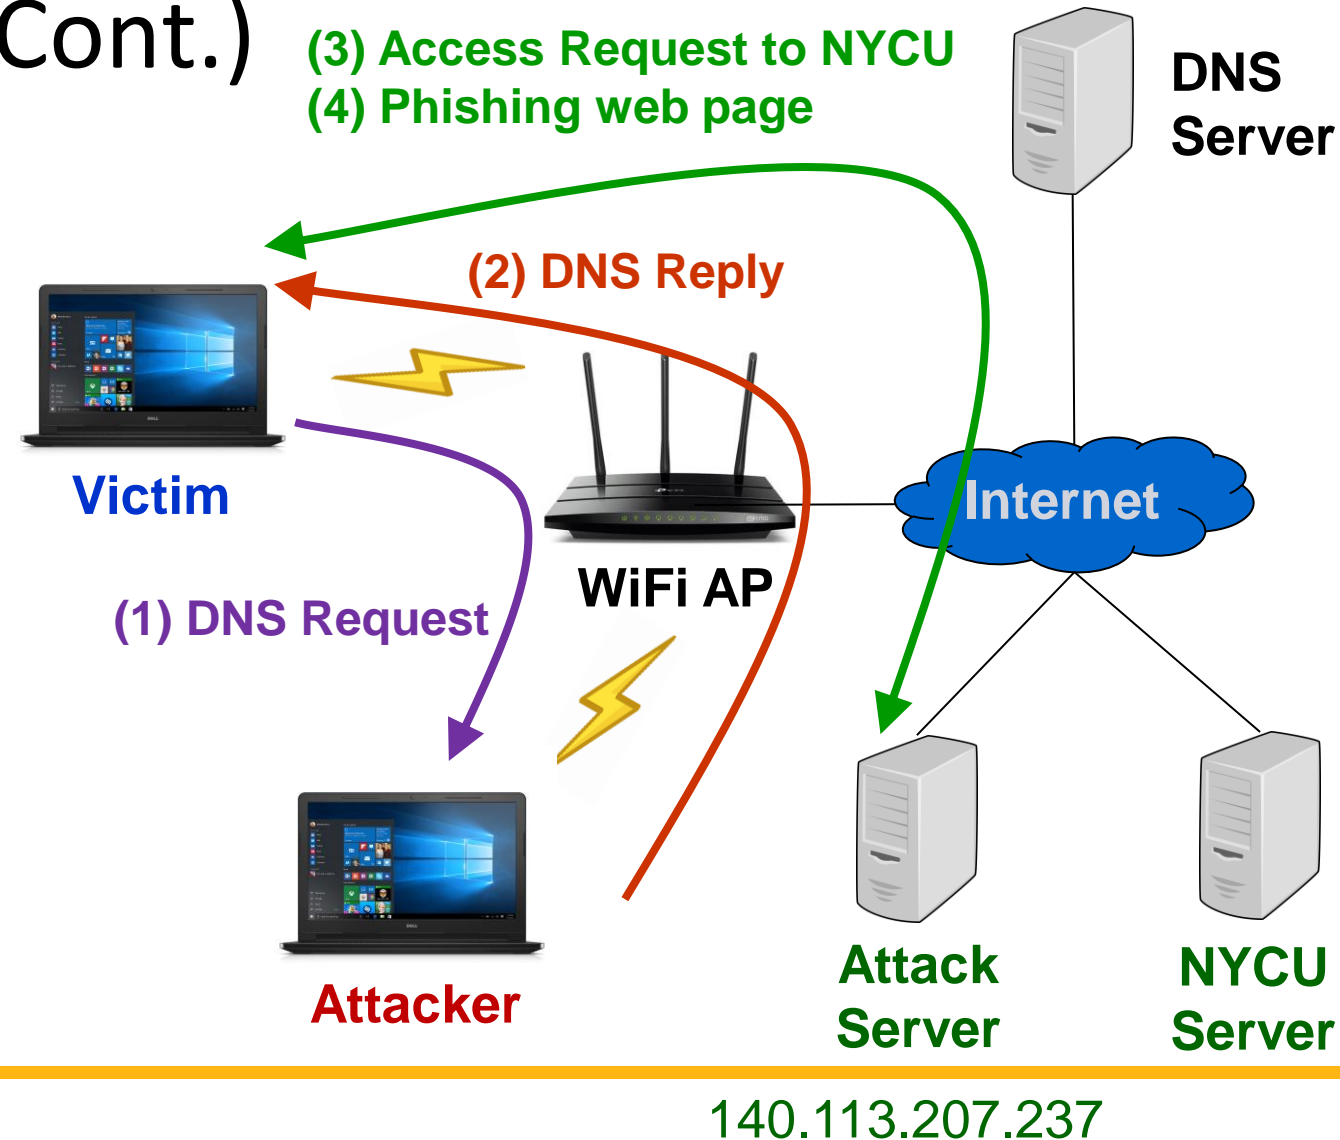 Cont.)
(3) Access Request to NYCU
(4) Phishing web page
DNS
Server
(2) DNS Reply
Victim
Internet
WiFi AP
(1) DNS Request
Attack
Server
NYCU
Server
Attacker
140.113.207.237